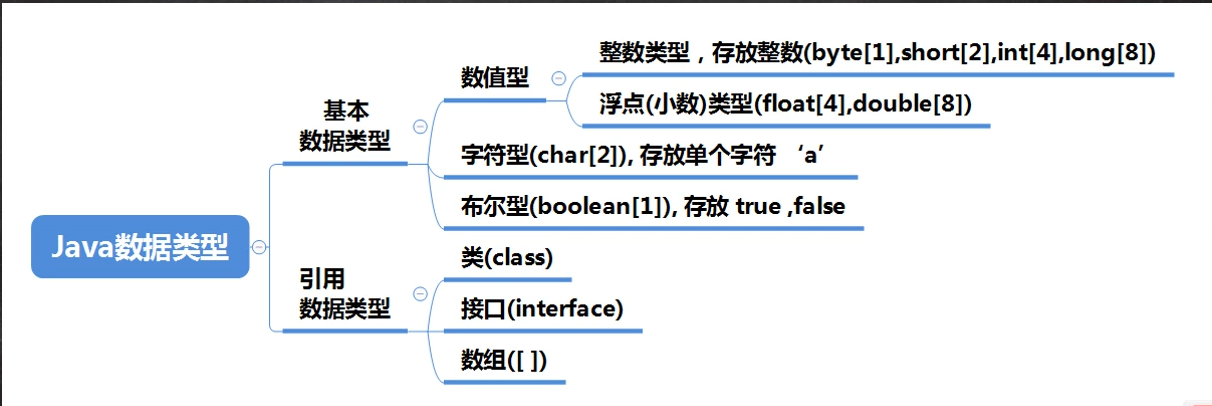 Java数据类型
基本
数据类型
数值型
整数类型，存放整数(byte[1],short[2],int[4],long[8])
浮点(小数)类型(float[4],double[8])
字符型(char[2]), 存放单个字符 ‘a’
布尔型(boolean[1]), 存放 true ,false
引用
数据类型
类(class)
接口(interface)
数组([ ])